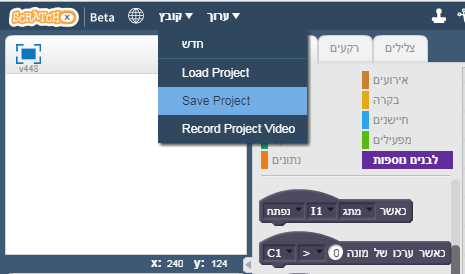 SCRATCH X Beta קובץ ▼ ערוך ▼
חדש
Load Project
Save Project
Record Project Video
v448
רקעים
צלילים
אירועים
בקרה
חיישנים
מפעילים
נתונים
לבנים נוספות
כאשר מתג I1 נפתח
כאשר ערכו של מונה C1 > 0
x: 240 y: 124